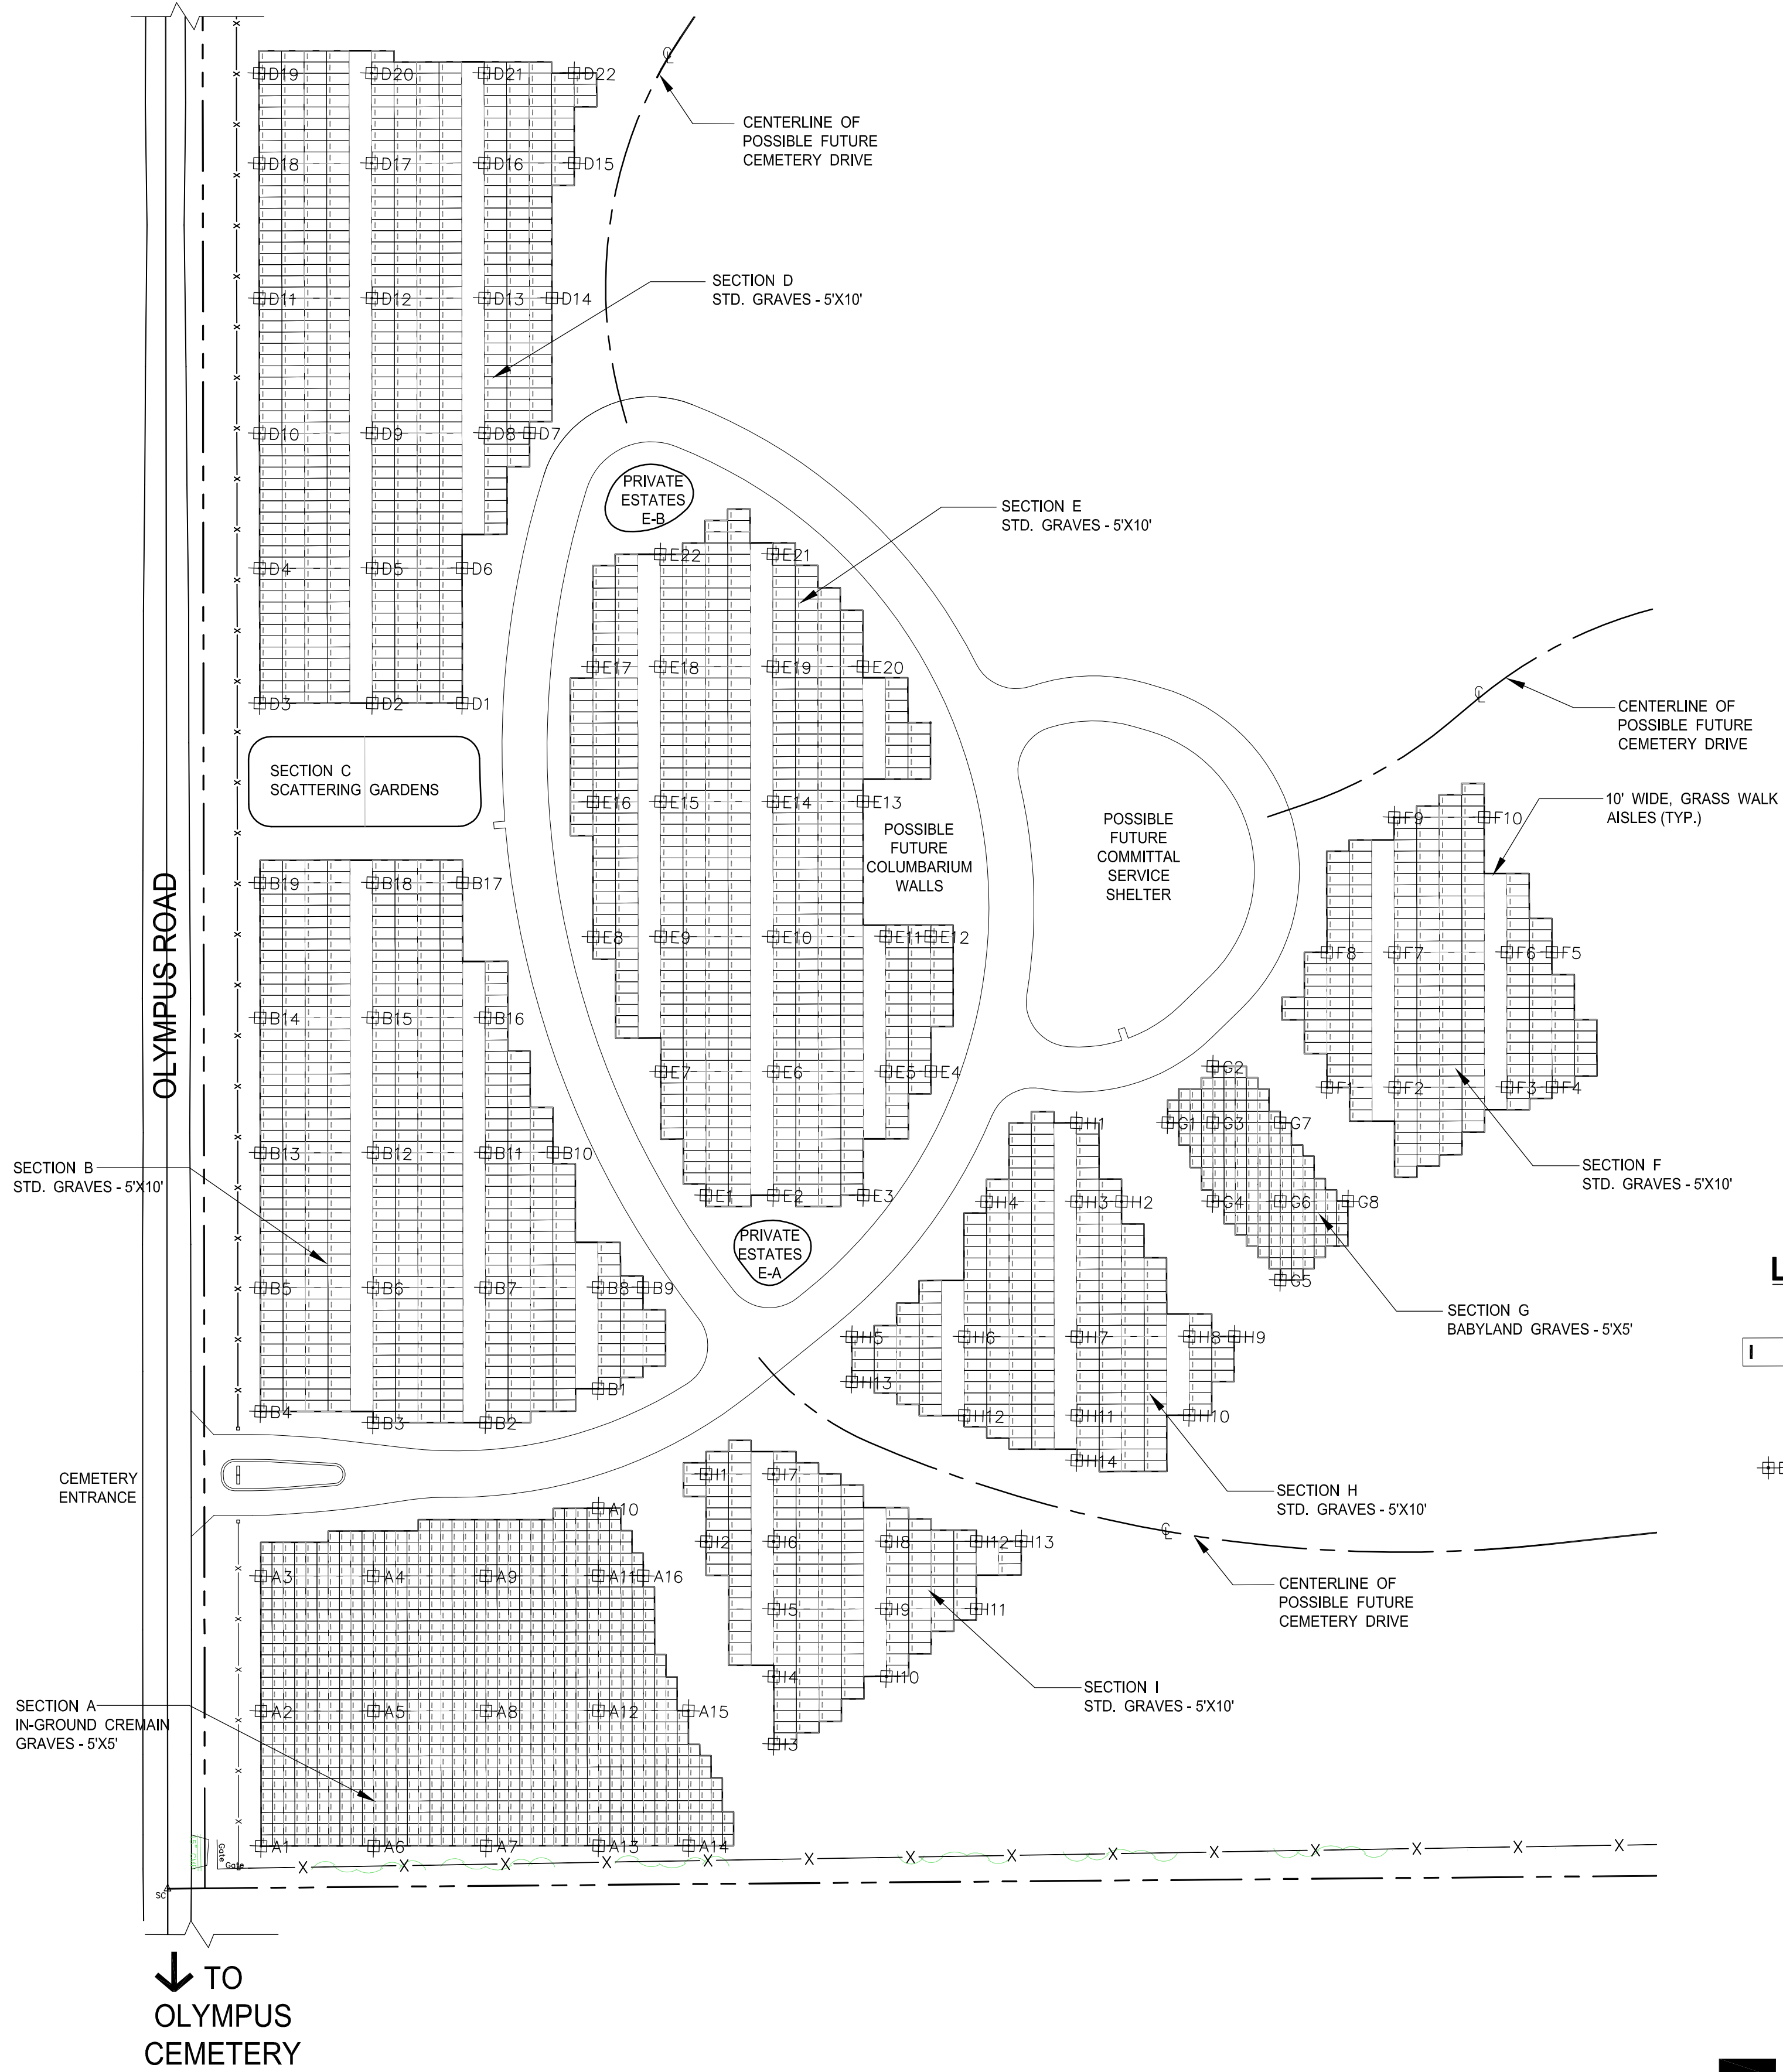 D19
D20
D21
D22
CENTERLINE OF
POSSIBLE FUTURE
CEMETERY DRIVE
D18
D17
D16
D15
SECTION D
STD. GRAVES - 5'X10'
D11
D12
D13
D14
D10
D9
D8
D7
PRIVATE
ESTATES
E-B
SECTION E
STD. GRAVES - 5'X10'
D4
D5
D6
E22
E21
E17
E18
E19
E20
D3
D2
D1
CENTERLINE OF
POSSIBLE FUTURE
CEMETERY DRIVE
SECTION C
SCATTERING GARDENS
E16
E15
E14
E13
10' WIDE, GRASS WALK
AISLES (TYP.)
F9
F10
POSSIBLE
FUTURE
COLUMBARIUM
WALLS
POSSIBLE
FUTURE
COMMITTAL
SERVICE
SHELTER
OLYMPUS ROAD
B19
B18
B17
E8
E9
E10
E11
E12
F8
F7
F6
F5
B14
B15
B16
E7
E6
E5
E4
G2
F1
F2
F3
F4
H1
G1
G3
G7
B13
B12
B11
B10
SECTION B
STD. GRAVES - 5'X10'
SECTION F
STD. GRAVES - 5'X10'
E1
E2
E3
H4
H3
H2
G4
G6
G8
PRIVATE
ESTATES
E-A
G5
B5
B6
B7
B8
B9
SECTION G
BABYLAND GRAVES - 5'X5'
L
H5
H6
H7
H8
H9
I
H13
B1
B4
B3
B2
H12
H11
H10
H14
CEMETERY
ENTRANCE
I1
I7
SECTION H
STD. GRAVES - 5'X10'
A10
I2
I6
I8
I12
I13
A3
A4
A9
A11
A16
CENTERLINE OF
POSSIBLE FUTURE
CEMETERY DRIVE
I5
I9
I11
I4
I10
SECTION I
STD. GRAVES - 5'X10'
SECTION A
IN-GROUND CREMAIN
GRAVES - 5'X5'
A2
A5
A8
A12
A15
I3
A1
A6
A7
A13
A14
Gate
Gate
SC
TO
OLYMPUS
CEMETERY